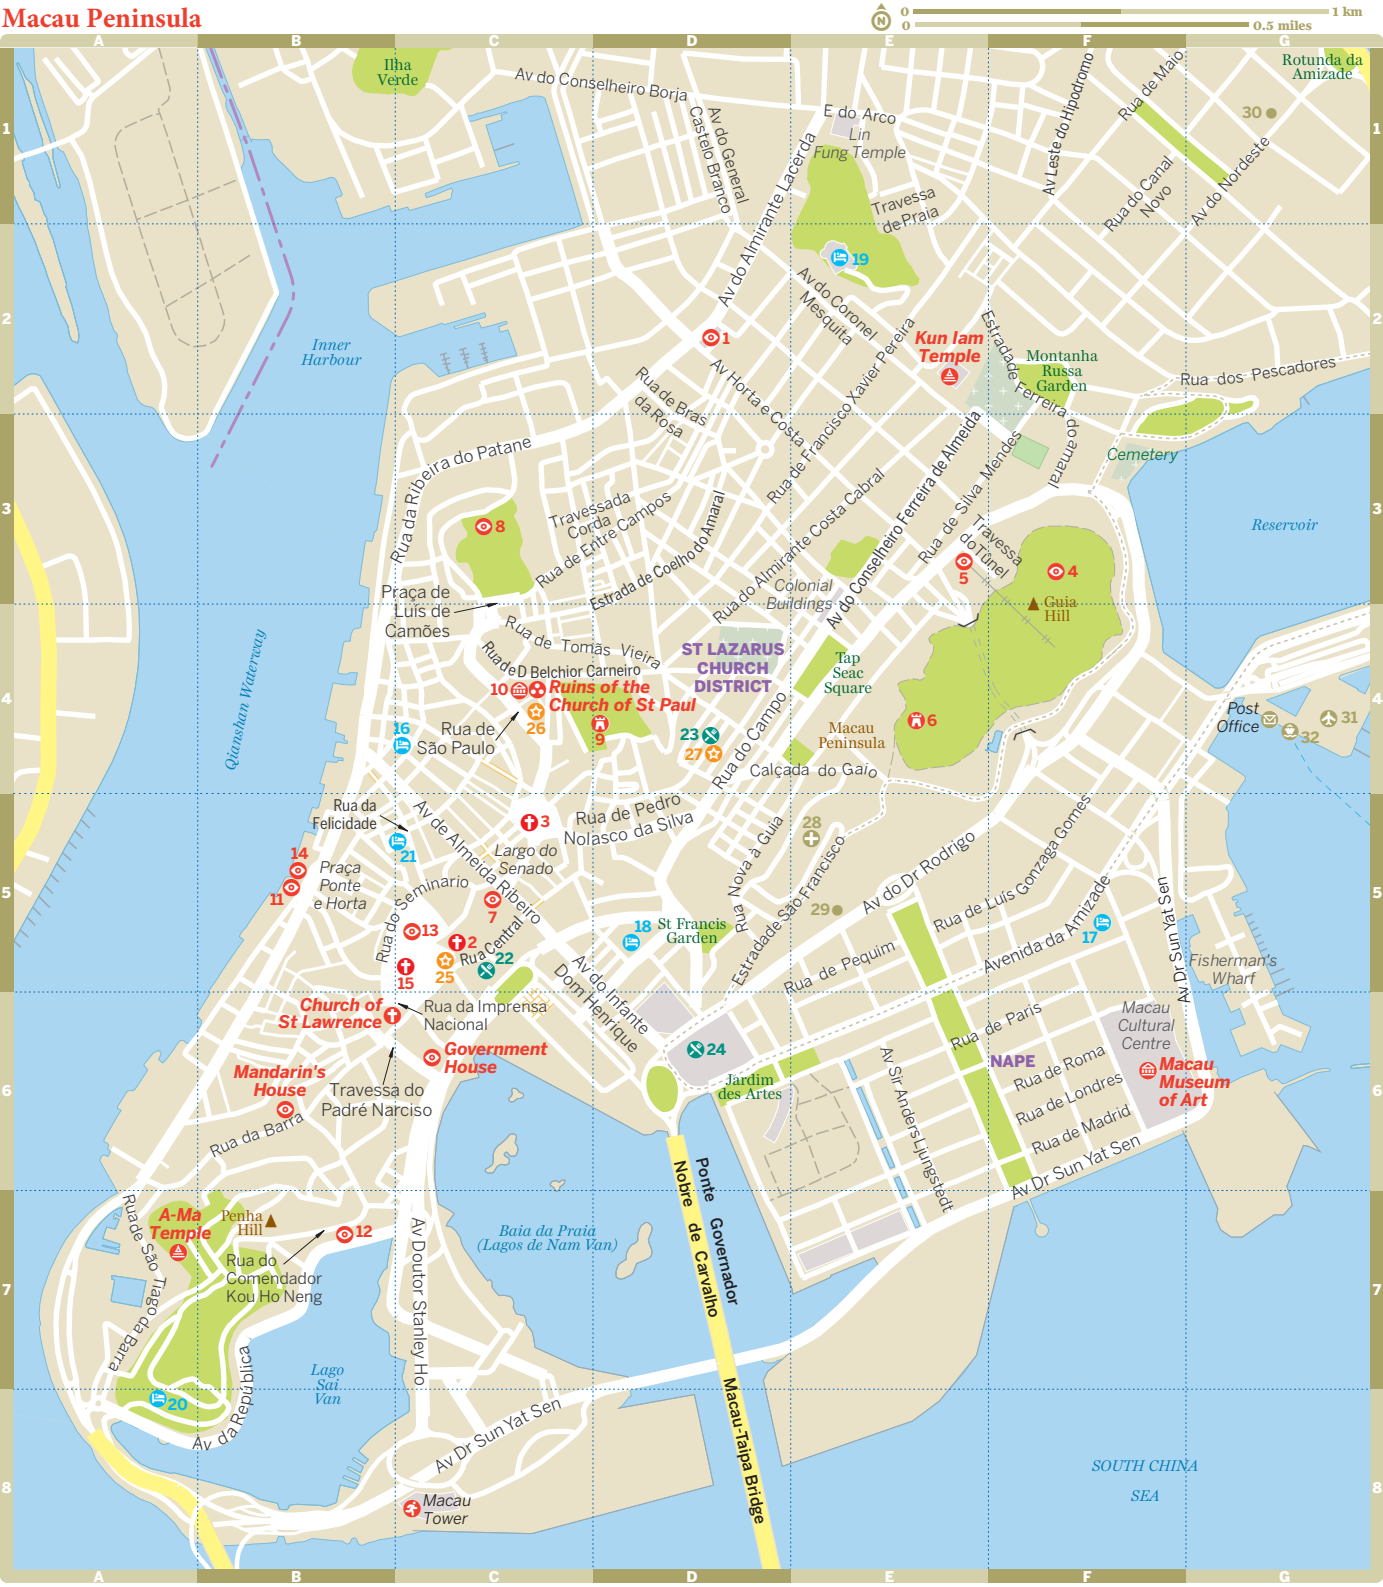 Macau Peninsula
N
0
1 km
0
0.5 miles
A
B
C
D
E
F
G
1
1
Ilha
Verde
Av do Conselheiro Borja
Av do General
Castelo Branco
Av do Almirante Lacerda
E do Arco
Lin
Fung Temple
Travessa
de Praia
Av Leste do Hipodromo
Rua de Maio
Rua do Canal
Novo
Av do Nordeste
30
Rotunda da
Amizade
2
2
Inner
Harbour
19
1
Av do Coronel
Mesquita
Kun Iam
Temple
Estradade Ferreira do amaral
Montanha
Russa
Garden
Rua dos Pescadores
Rua de Bras
da Rosa
Av Horta e Costa
Rua de Francisco Xavier Pereira
3
3
Rua da Ribeira do Patane
Cemetery
Reservoir
8
Travessada
Corda
Rua de Entre Campos
Estrada de Coelho do Amaral
Rua do Almirante Costa Cabral
Av do Conselheiro Ferreira de Almeida
Rua de Silva Mendes
Travessa
do Túnel
5
4
Guia
Hill
Colonial
Buildings
Praça de
Luís de
Camões
4
4
Qianshan Waterway
Rua de Tomás Vieira
Rua de D Belchior Carneiro
ST LAZARUS
CHURCH
DISTRICT
Tap
Seac
Square
10
Ruins of the
Church of St Paul
26
9
Rua de
São Paulo
16
23
27
Rua do Campo
Macau
Peninsula
6
Calçada do Gaio
Post
Office
31
32
5
5
Rua da
Felicidade
21
Av de Almeida Ribeiro
3
Rua de Pedro
Nolasco da Silva
Largo do
Senado
28
14
11
Praça
Ponte
e Horta
Rua do Seminario
7
Rua Nova à Guia
Estradade São Francisco
29
Av do Dr Rodrigo
Rua de Luís Gonzaga Gomes
Avenida da Amizade
17
Av Dr Sun Yat Sen
Fisherman's
Wharf
13
2
Rua Central
22
25
15
18
St Francis
Garden
Rua de Pequim
6
6
Church of
St Lawrence
Rua da Imprensa
Nacional
Av do Infante
Dom Henrique
24
Government
House
Mandarin's
House
Travessa do
Padré Narciso
Rua da Barra
Jardim
des Artes
Av Sir Anders Ljungstedt
Rua de Paris
NAPE
Rua de Roma
Rua de Londres
Rua de Madrid
Av Dr Sun Yat Sen
Macau
Cultural
Centre
Macau
Museum
of Art
7
7
A-Ma
Temple
Penha
Hill
12
Rua do
Comendador
Kou Ho Neng
Rua de São Tiago da Barra
Av Doutor Stanley Ho
Baia da Praia
(Lagos de Nam Van)
Ponte Governador
Nobre de Carvalho
Lago
Sai
Van
8
8
20
Av da Repnblica
Av Dr Sun Yat Sen
Macau
Tower
Macau-Taipa Bridge
SOUTH CHINA
SEA
A
B
C
D
E
F
G